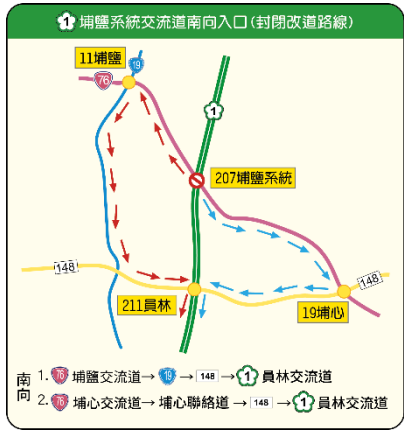 1 埔鹽系統交流道南向入口(封閉改道路線)
11埔鹽
19
76
1
207埔鹽系統
148
148
211員林
19埔心
南向
1. 76 埔鹽交流道→19→148→1員林交流道
2. 76 埔心交流道→埔心聯絡道→148→1員林交流道